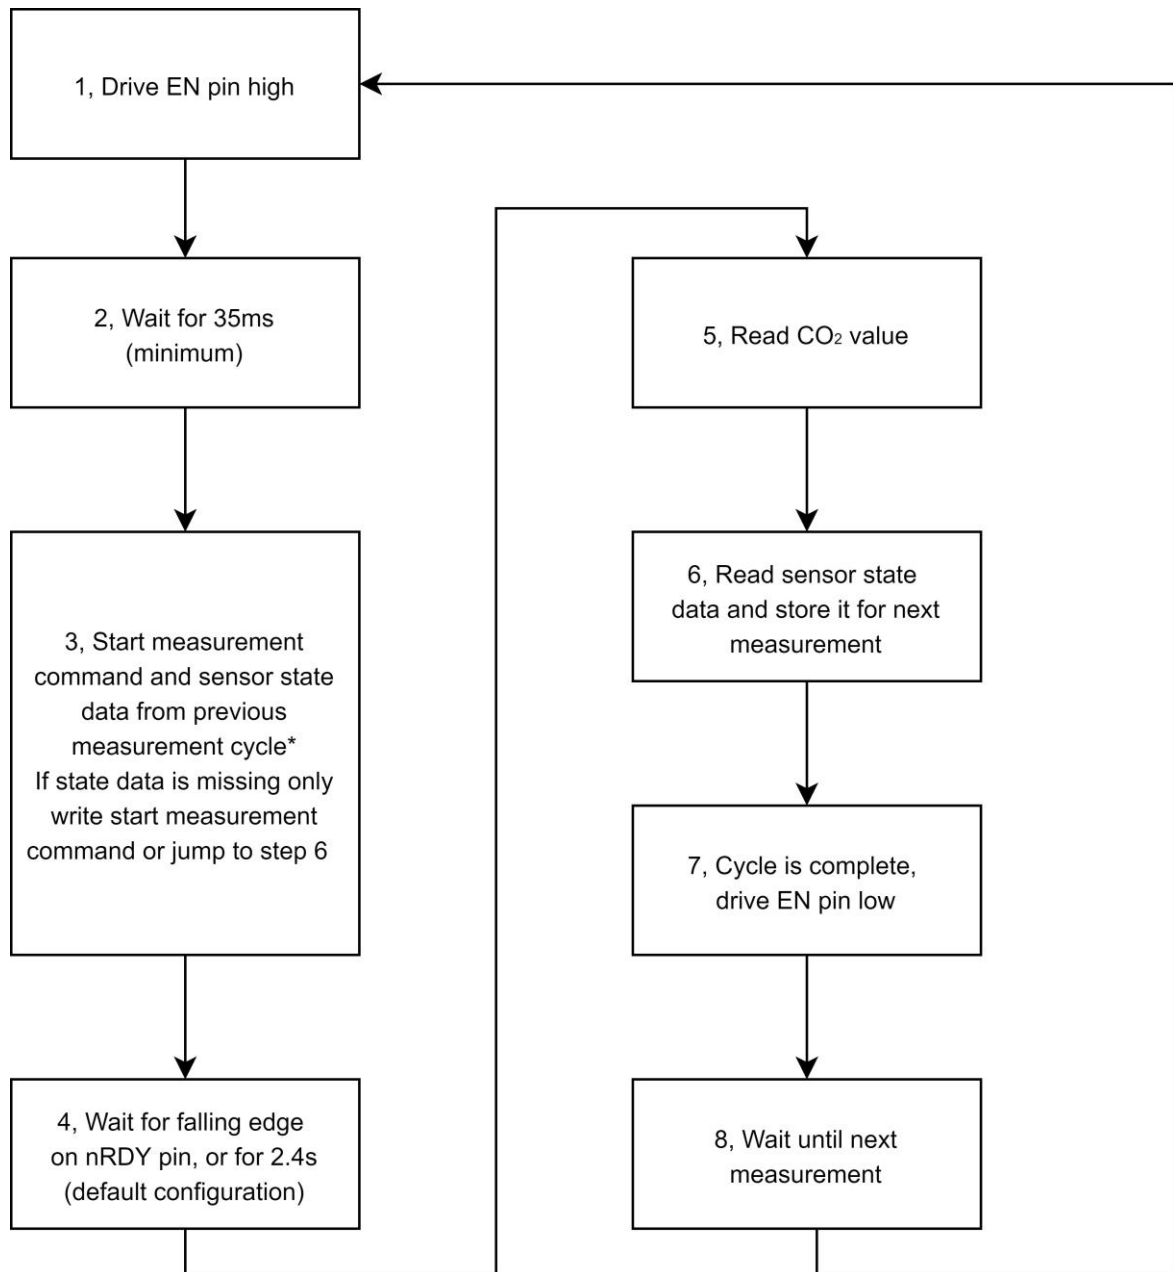 1, Drive EN pin high
2, Wait for 35ms
(minimum)
3, Start measurement
command and sensor state
data from previous
measurement cycle*
If state data is missing only
write start measurement
command or jump to step 6
4, Wait for falling edge
on nRDY pin, or for 2.4s
(default configuration)
5, Read CO₂ value
6, Read sensor state
data and store it for next
measurement
7, Cycle is complete,
drive EN pin low
8, Wait until next
measurement